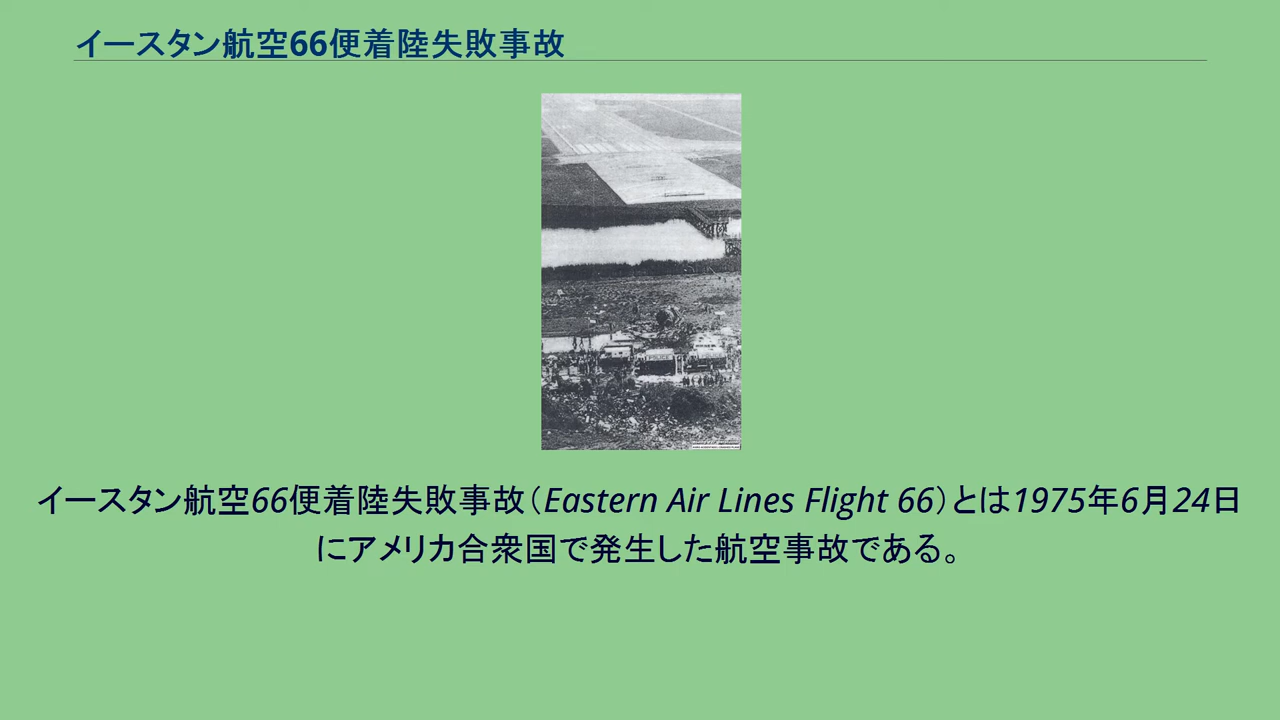 イースタン航空66便着陸失敗事故
イースタン航空66便着陸失敗事故（Eastern Air Lines Flight 66）とは1975年6月24日
にアメリカ合衆国で発生した航空事故である。